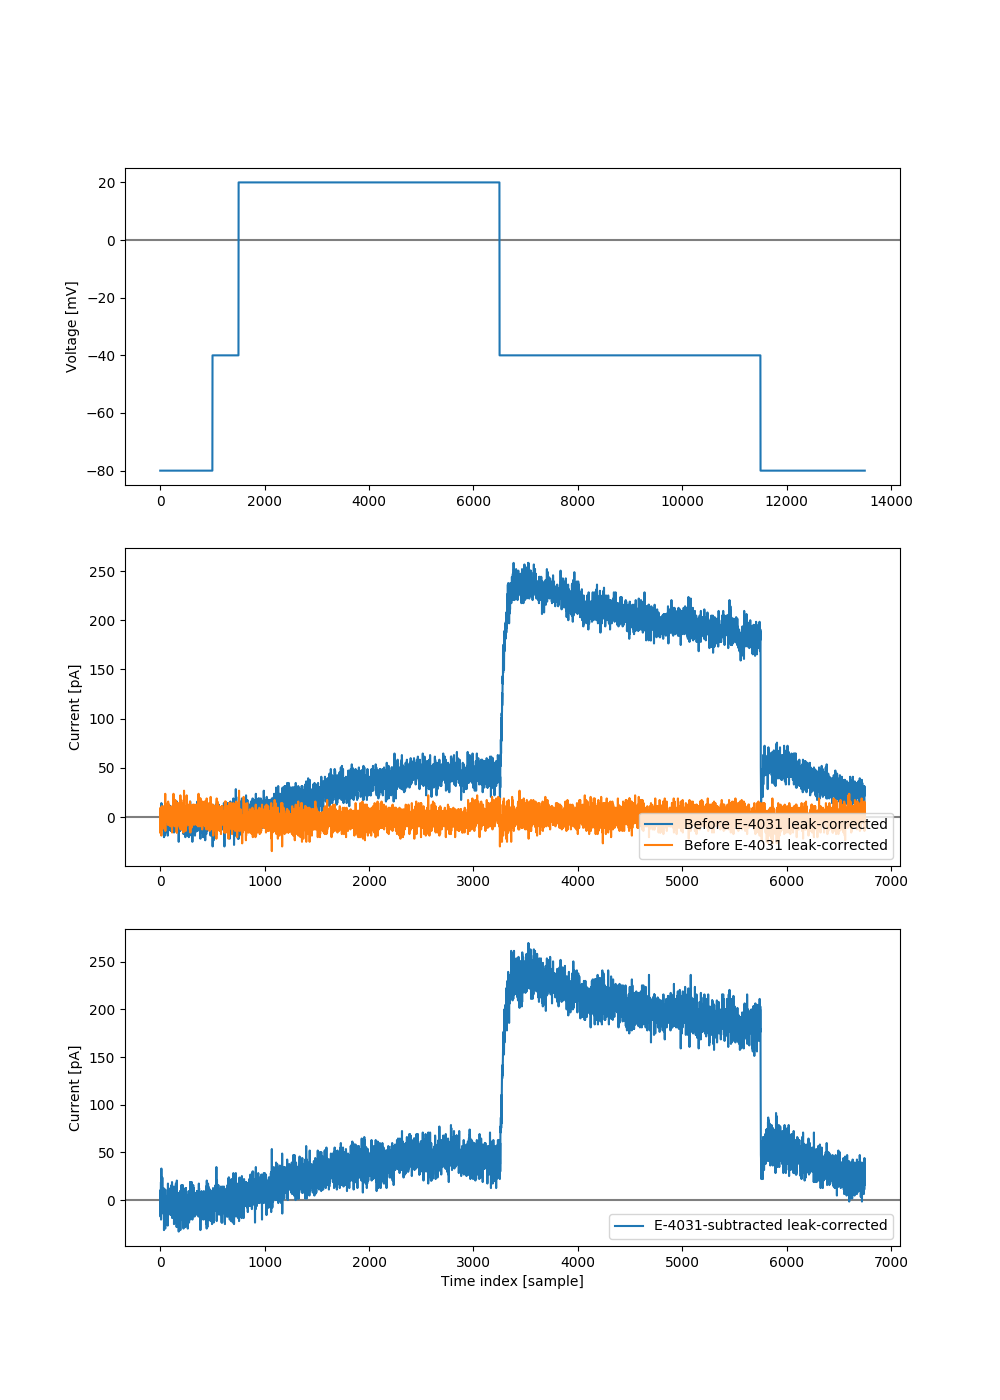 20
0
−20
−40
−60
−80
Voltage [mV]
0 2000 4000 6000 8000 10000 12000 14000
250
200
150
100
50
0
Current [pA]
Before E-4031 leak-corrected
Before E-4031 leak-corrected
0 1000 2000 3000 4000 5000 6000 7000
250
200
150
100
50
0
Current [pA]
E-4031-subtracted leak-corrected
0 1000 2000 3000 4000 5000 6000 7000
Time index [sample]